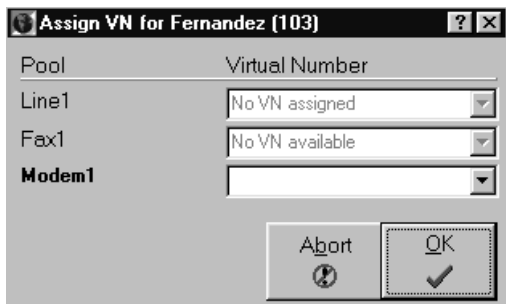 Assign VN for Fernandez (103)
Pool Virtual Number
Line1 No VN assigned
Fax1 No VN available
Modem1
Abort OK